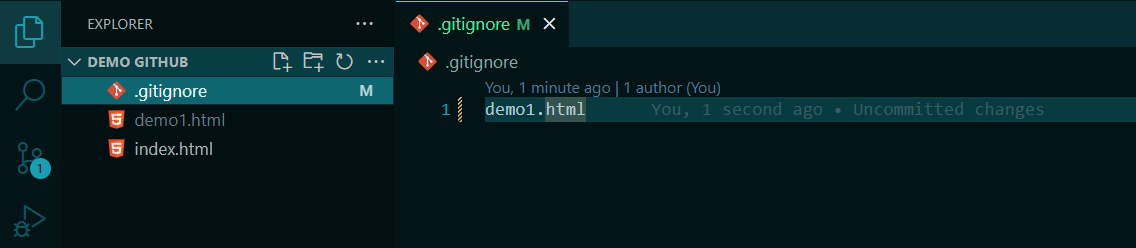 EXPLORER
DEMO GITHUB
.gitignore M
demo1.html
index.html
1
.gitignore M
.gitignore
You, 1 minute ago | 1 author (You)
1 demo1.html You, 1 second ago • Uncommitted changes